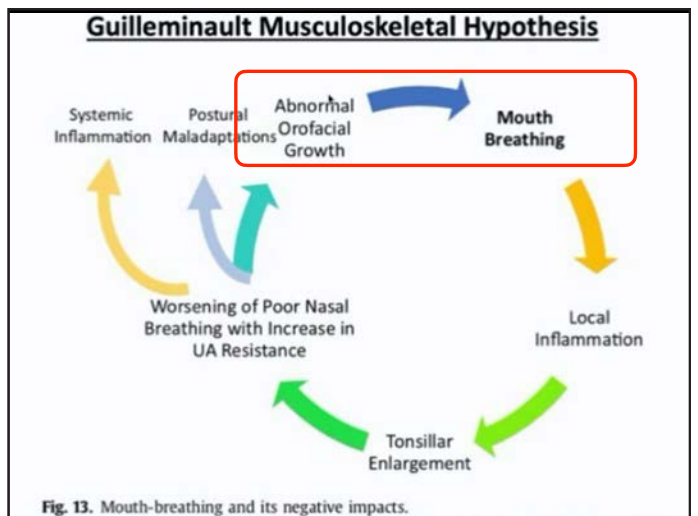 Guilleminault Musculoskeletal Hypothesis
Systemic
Inflammation
Postural
Maladaptations
Abnormal
Orofacial
Growth
Mouth
Breathing
Local
Inflammation
Tonsillar
Enlargement
Worsening of Poor Nasal
Breathing with Increase in
UA Resistance
Fig. 13. Mouth-breathing and its negative impacts.